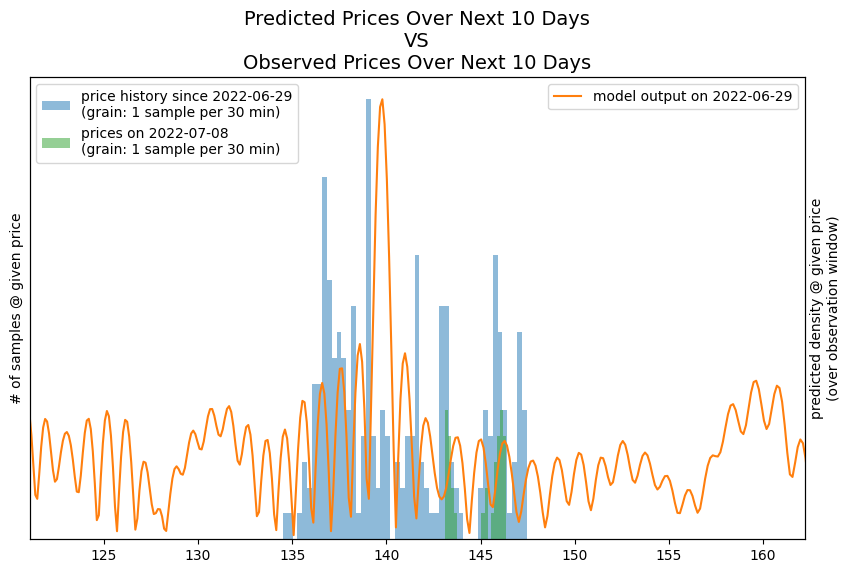 Predicted Prices Over Next 10 Days
VS
Observed Prices Over Next 10 Days
price history since 2022-06-29
(grain: 1 sample per 30 min)
prices on 2022-07-08
(grain: 1 sample per 30 min)
model output on 2022-06-29
# of samples @ given price
predicted density @ given price
(over observation window)
125 130 135 140 145 150 155 160